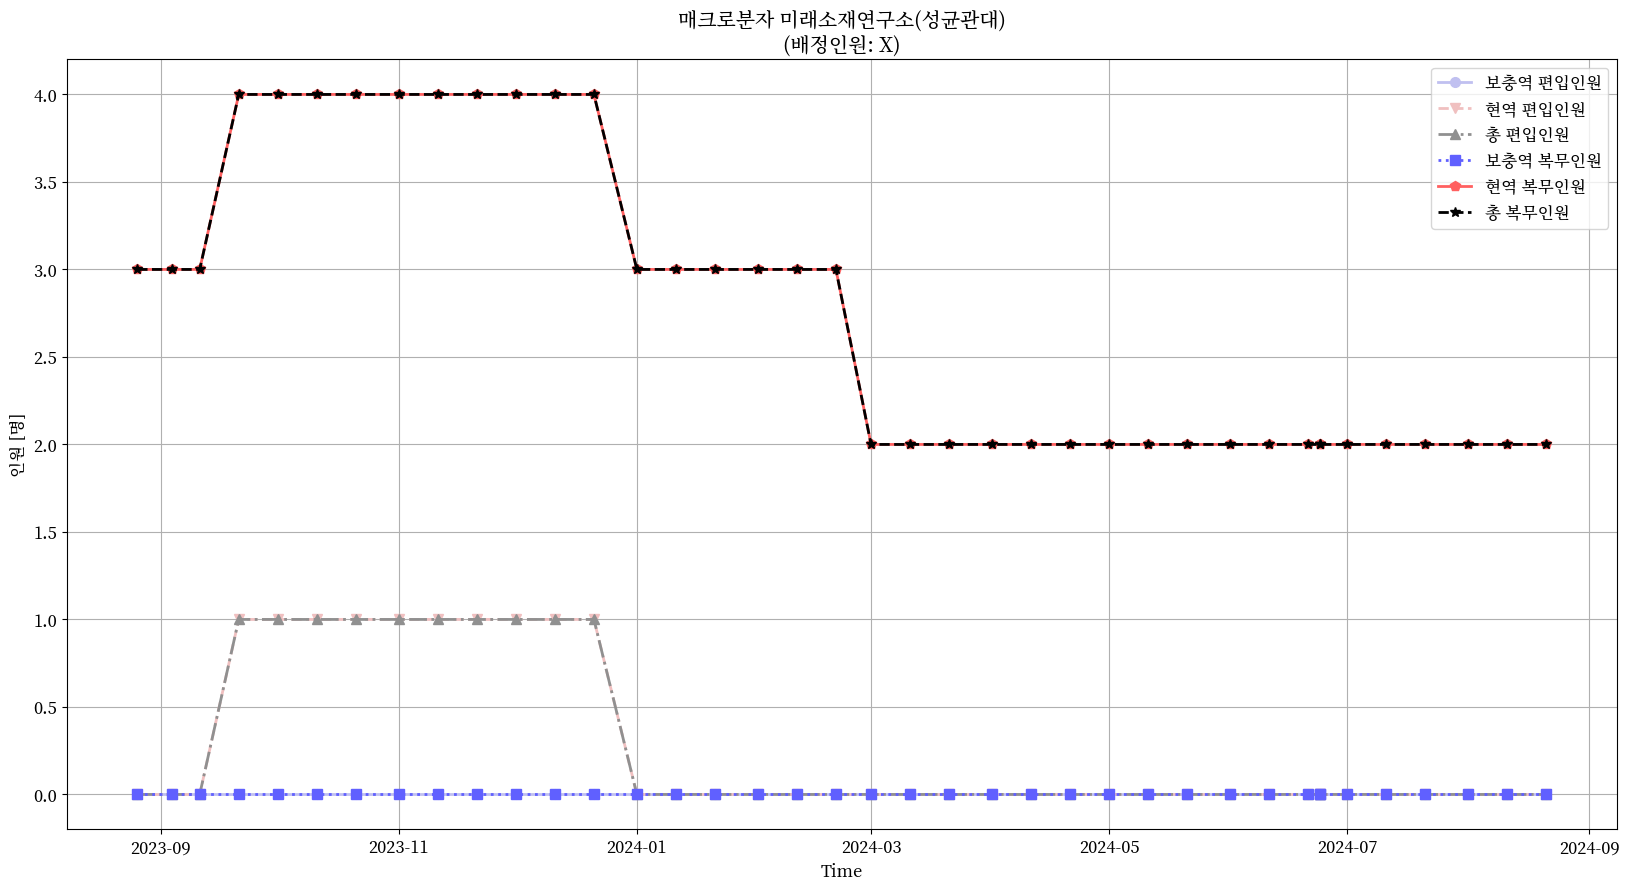 매크로분자 미래소재연구소(성균관대)
(배정인원: X)
보충역 편입인원
현역 편입인원
총 편입인원
보충역 복무인원
현역 복무인원
총 복무인원
4.0
3.5
3.0
2.5
2.0
1.5
1.0
0.5
0.0
인원 [명]
2023-09
2023-11
2024-01
2024-03
2024-05
2024-07
2024-09
Time